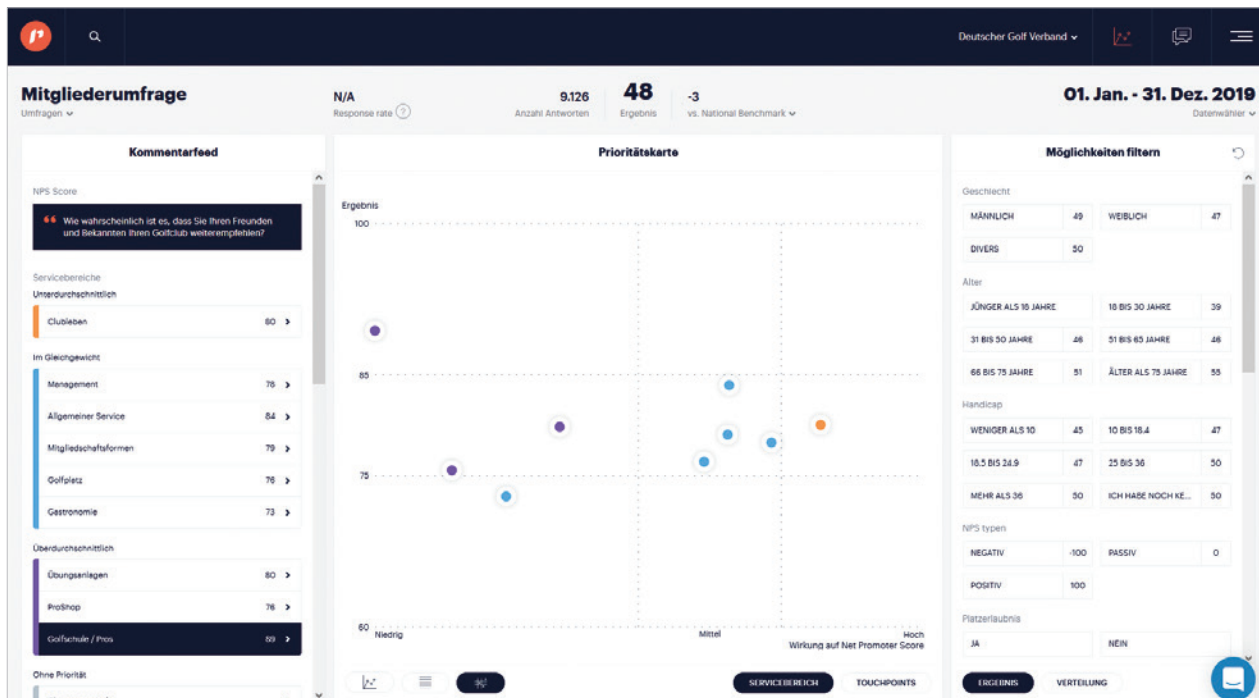 Deutscher Golf Verband
Mitgliederumfrage
Umfragen
N/A
Response rate ?
9.126
Anzahl Antworten
48
Ergebnis
-3
vs. National Benchmark
01. Jan. - 31. Dez. 2019
Datenwähler
Kommentarfeed
NPS Score
Wie wahrscheinlich ist es, dass Sie Ihren Freunden
und Bekannten Ihren Golfclub weiterempfehlen?
Servicebereiche
Unterdurchschnittlich
Clubleben 80
Im Gleichgewicht
Management 78
Allgemeiner Service 84
Mitgliedschaftsformen 79
Golfplatz 76
Gastronomie 73
Überdurchschnittlich
Übungsanlagen 80
ProShop 76
Golfschule / Pros 89
Ohne Priorität
Prioritätskarte
Ergebnis
100
85
75
60
Niedrig
Mittel
Hoch
Wirkung auf Net Promoter Score
SERVICEBEREICH
TOUCHPOINTS
Möglichkeiten filtern
Geschlecht
MÄNNLICH 49 WEIBLICH 47
DIVERS 50
Alter
JÜNGER ALS 18 JAHRE 18 BIS 30 JAHRE 39
31 BIS 50 JAHRE 46 51 BIS 65 JAHRE 46
66 BIS 75 JAHRE 51 ÄLTER ALS 75 JAHRE 55
Handicap
WENIGER ALS 10 45 10 BIS 18.4 47
18.5 BIS 24.9 47 25 BIS 36 50
MEHR ALS 36 50 ICH HABE NOCH KE... 50
NPS typen
NEGATIV -100 PASSIV 0
POSITIV 100
Platzerlaubnis
JA NEIN
ERGEBNIS
VERTEILUNG